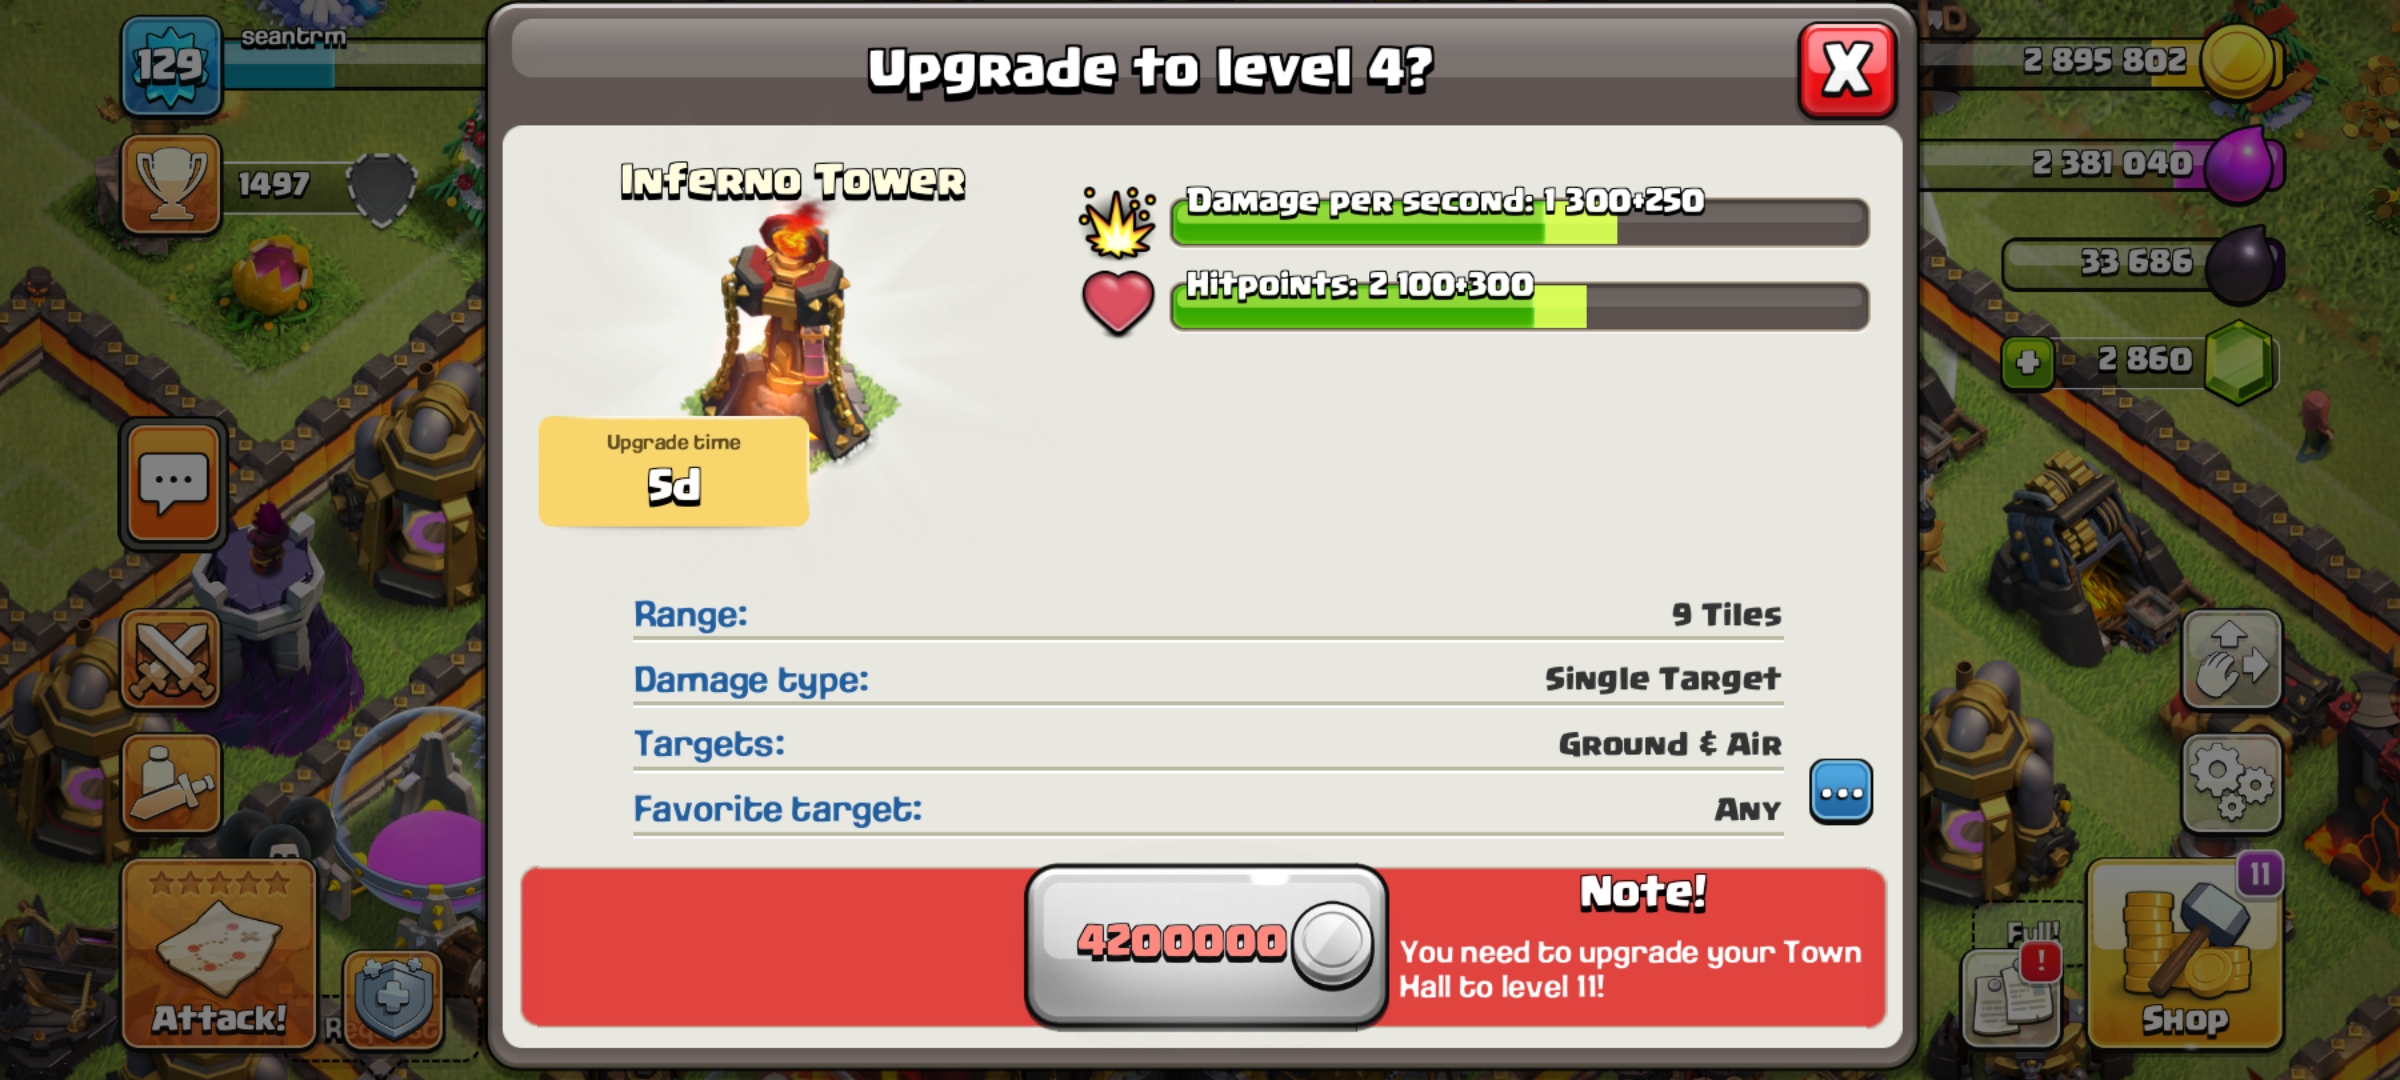 129
seantrm
Upgrade to level 4?
X
2 895 802
1497
Inferno Tower
Damage per second: 1 300+250
2 381 040
Hitpoints: 2 100+300
33 686
2 860
Upgrade time
5d
Range: 9 Tiles
Damage type: Single Target
Targets: Ground & Air
Favorite target: Any
4200000
Note!
You need to upgrade your Town
Hall to level 11!
11
Full!
!
Attack!
Request
Shop